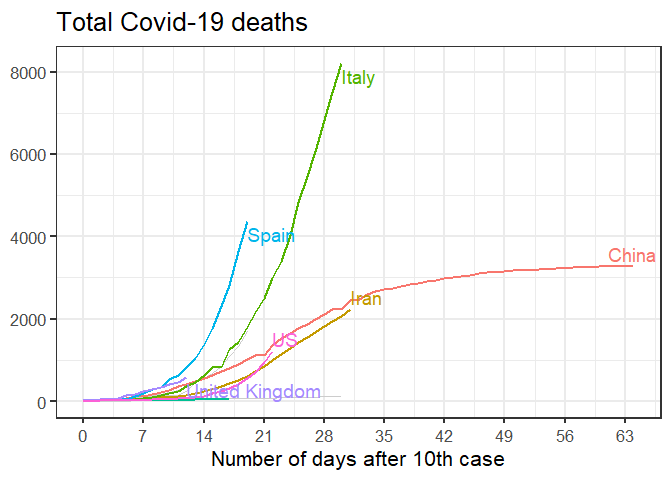 Total Covid-19 deaths
8000
6000
4000
2000
0
Italy
Spain
China
Iran
US
United Kingdom
0 7 14 21 28 35 42 49 56 63
Number of days after 10th case